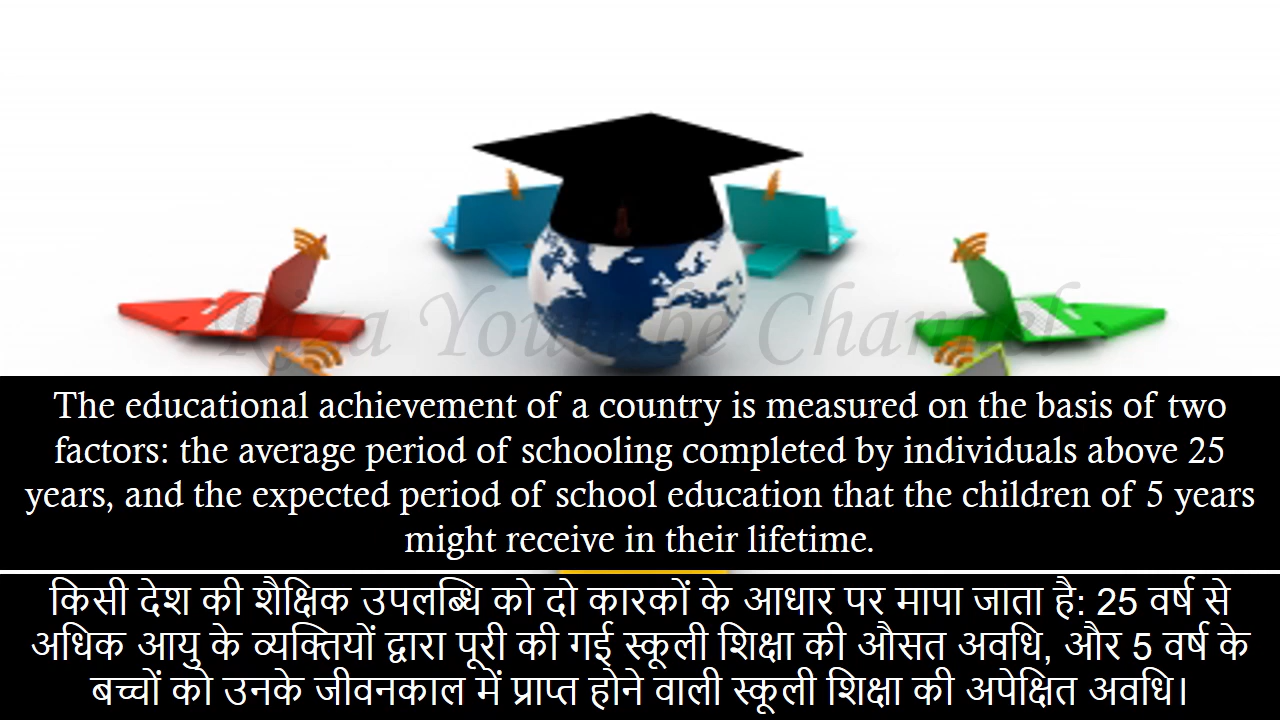 Riza Youtube Channel
The educational achievement of a country is measured on the basis of two
factors: the average period of schooling completed by individuals above 25
years, and the expected period of school education that the children of 5 years
might receive in their lifetime.
किसी देश की शैक्षिक उपलब्धि को दो कारकों के आधार पर मापा जाता है: 25 वर्ष से
अधिक आयु के व्यक्तियों द्वारा पूरी की गई स्कूली शिक्षा की औसत अवधि, और 5 वर्ष के
बच्चों को उनके जीवनकाल में प्राप्त होने वाली स्कूली शिक्षा की अपेक्षित अवधि।